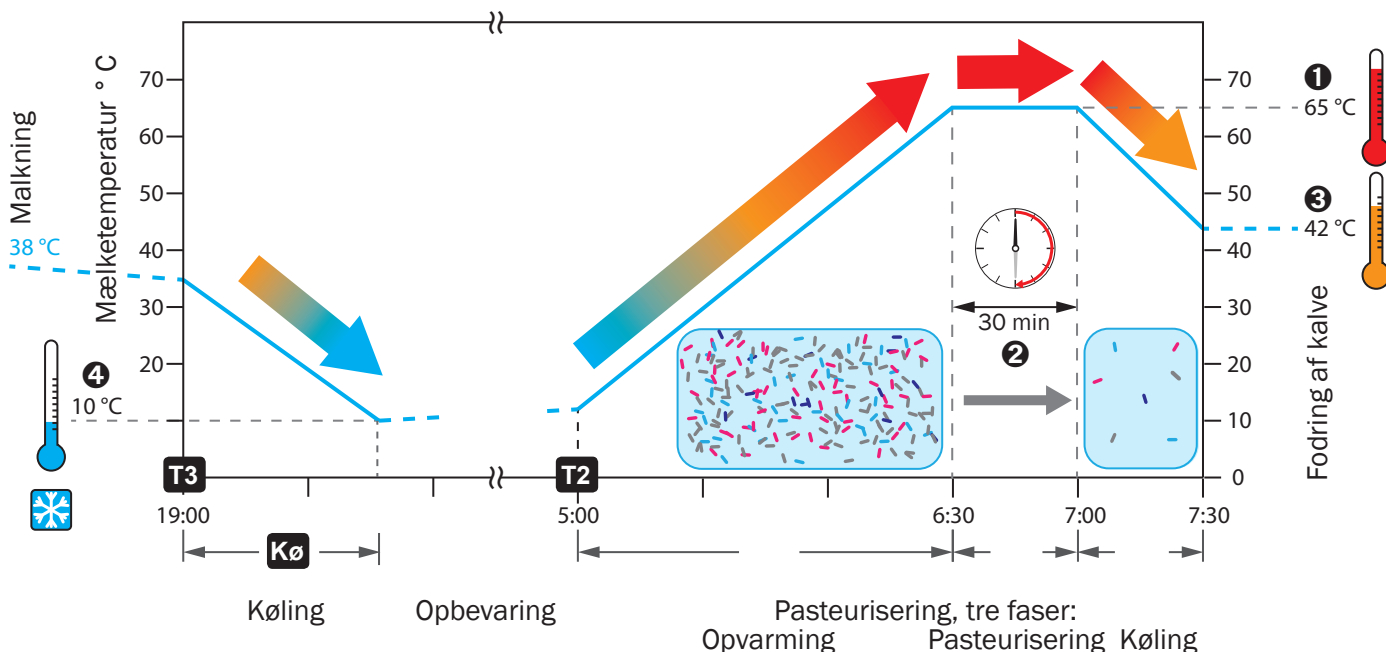 Malkning
38 °C
Mælketemperatur ° C
70
60
50
40
30
20
10
❹
10 °C
70
60
50
40
30
20
10
0
❶
65 °C
❸
42 °C
Fodring af kalve
30 min
❷
T3
T2
19:00
5:00
6:30
7:00
7:30
Kø
Køling
Opbevaring
Pasteurisering, tre faser:
Opvarming
Pasteurisering
Køling